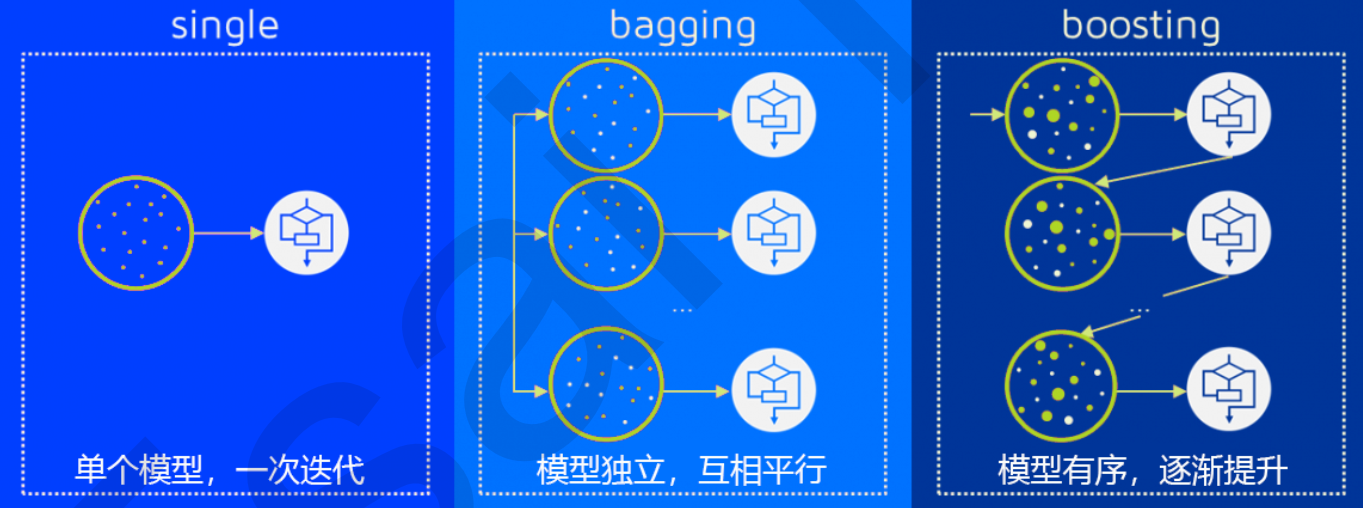 single
bagging
boosting
...
...
单个模型，一次迭代
模型独立，互相平行
模型有序，逐渐提升